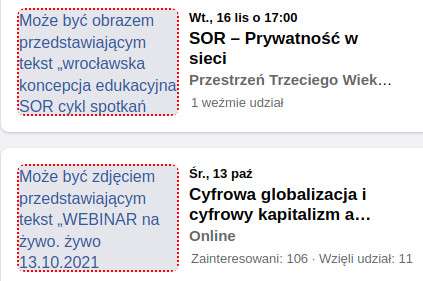 Może być obrazem
przedstawiającym
tekst „wrocławska
koncepcja edukacyjna
SOR cykl spotkań
Wt., 16 lis o 17:00
SOR – Prywatność w
sieci
Przestrzeń Trzeciego Wiek…
1 weźmie udział
Może być zdjęciem
przedstawiającym
tekst „WEBINAR na
żywo. żywo
13.10.2021
Śr., 13 paź
Cyfrowa globalizacja i
cyfrowy kapitalizm a…
Online
Zainteresowani: 106 · Wzięli udział: 11